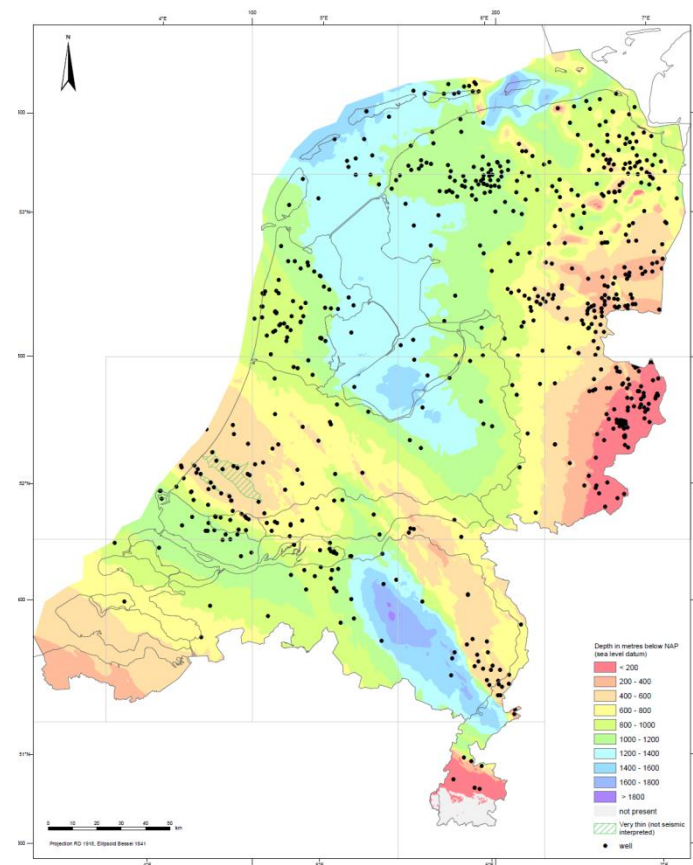 4°E 100 5°E 6°E 200 7°E
N
600
53°N
500
52°N
400
51°N
300
Depth in metres below NAP
(sea level datum)
< 200
200 - 400
400 - 600
600 - 800
800 - 1000
1000 - 1200
1200 - 1400
1400 - 1600
1600 - 1800
> 1800
not present
Very thin (not seismic
interpreted)
well
0 10 20 30 40 50
km
Projection RD 1918, Ellipsoid Bessel 1841